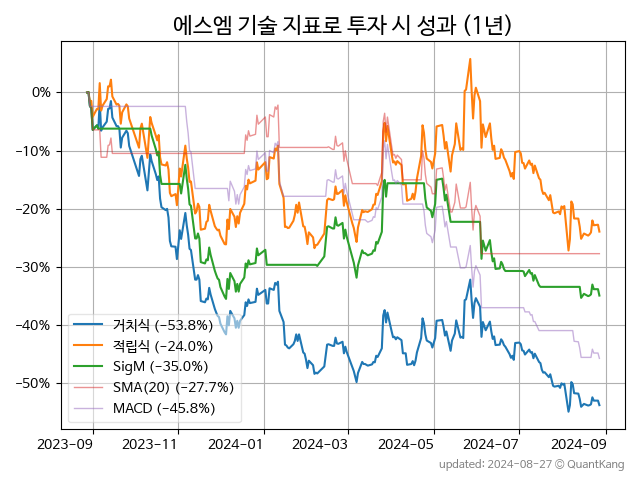 에스엠 기술 지표로 투자 시 성과 (1년)
0%
−10%
−20%
−30%
−40%
−50%
거치식 (−53.8%)
적립식 (−24.0%)
SigM (−35.0%)
SMA(20) (−27.7%)
MACD (−45.8%)
2023-09 2023-11 2024-01 2024-03 2024-05 2024-07 2024-09
updated: 2024-08-27 ⓒ QuantKang